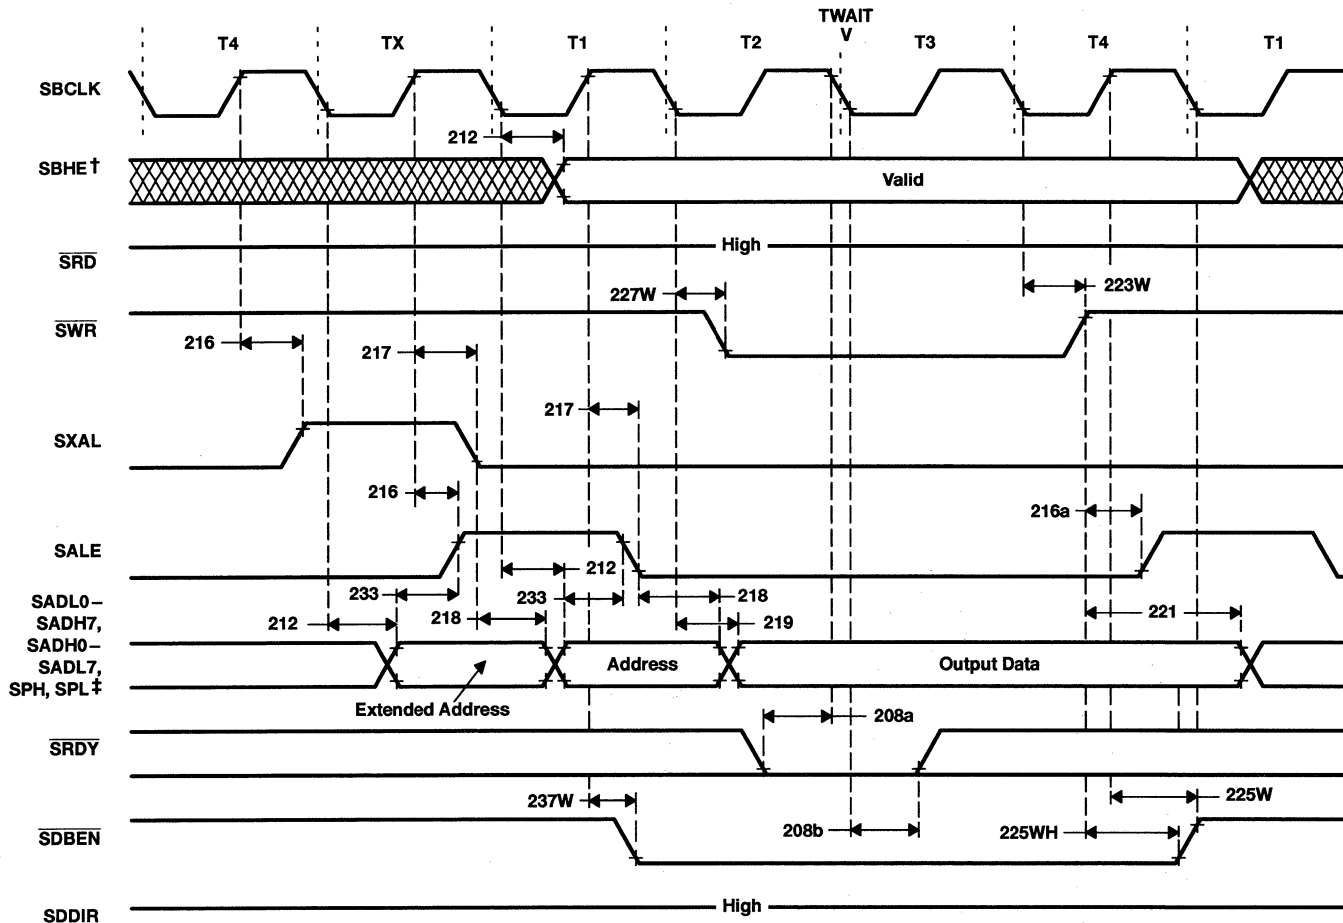 TWAIT
T4 TX T1 T2 V T3 T4 T1
SBCLK
212
SBHE†
Valid
High
SRD
227W 223W
SWR
216 217
217
SXAL
216
216a
SALE
212
SADL0–
233 233 218
SADH7,
212 218 219 221
SADH0–
SADL7,
Address Output Data
SPH, SPL‡
Extended Address
208a
SRDY
237W 225W
SDBEN
208b 225WH
High
SDDIR